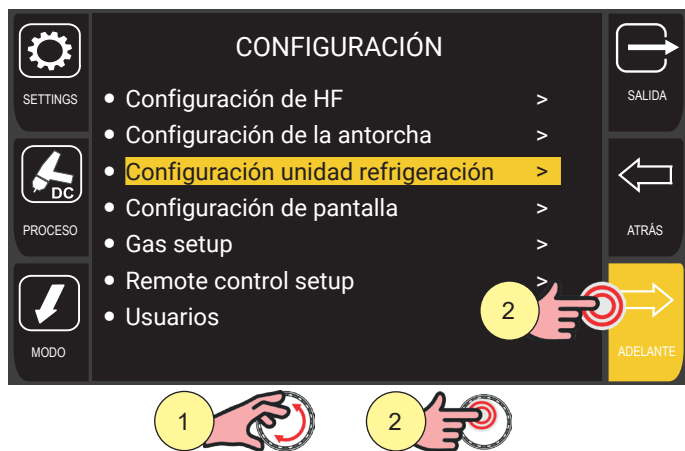 CONFIGURACIÓN
SETTINGS
DC
PROCESO
MODO
• Configuración de HF >
• Configuración de la antorcha >
• Configuración unidad refrigeración >
• Configuración de pantalla >
• Gas setup >
• Remote control setup >
• Usuarios
SALIDA
ATRÁS
ADELANTE
2
1
2